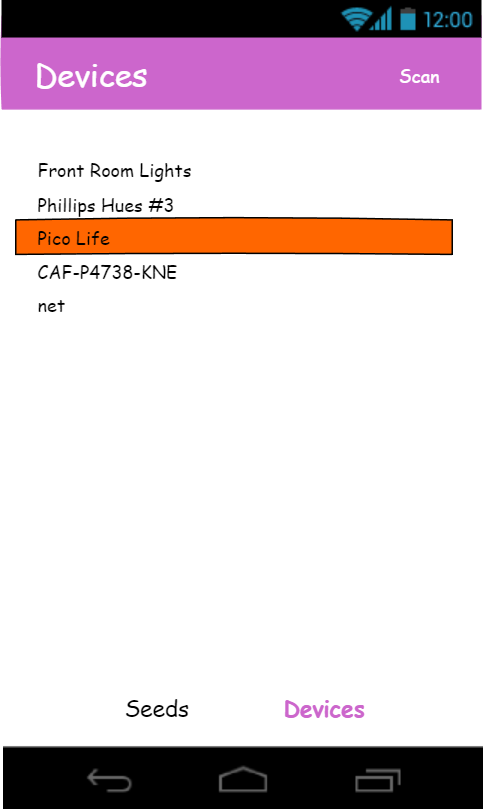 12:00
Devices Scan
Front Room Lights
Phillips Hues #3
Pico Life
CAF-P4738-KNE
net
Seeds Devices